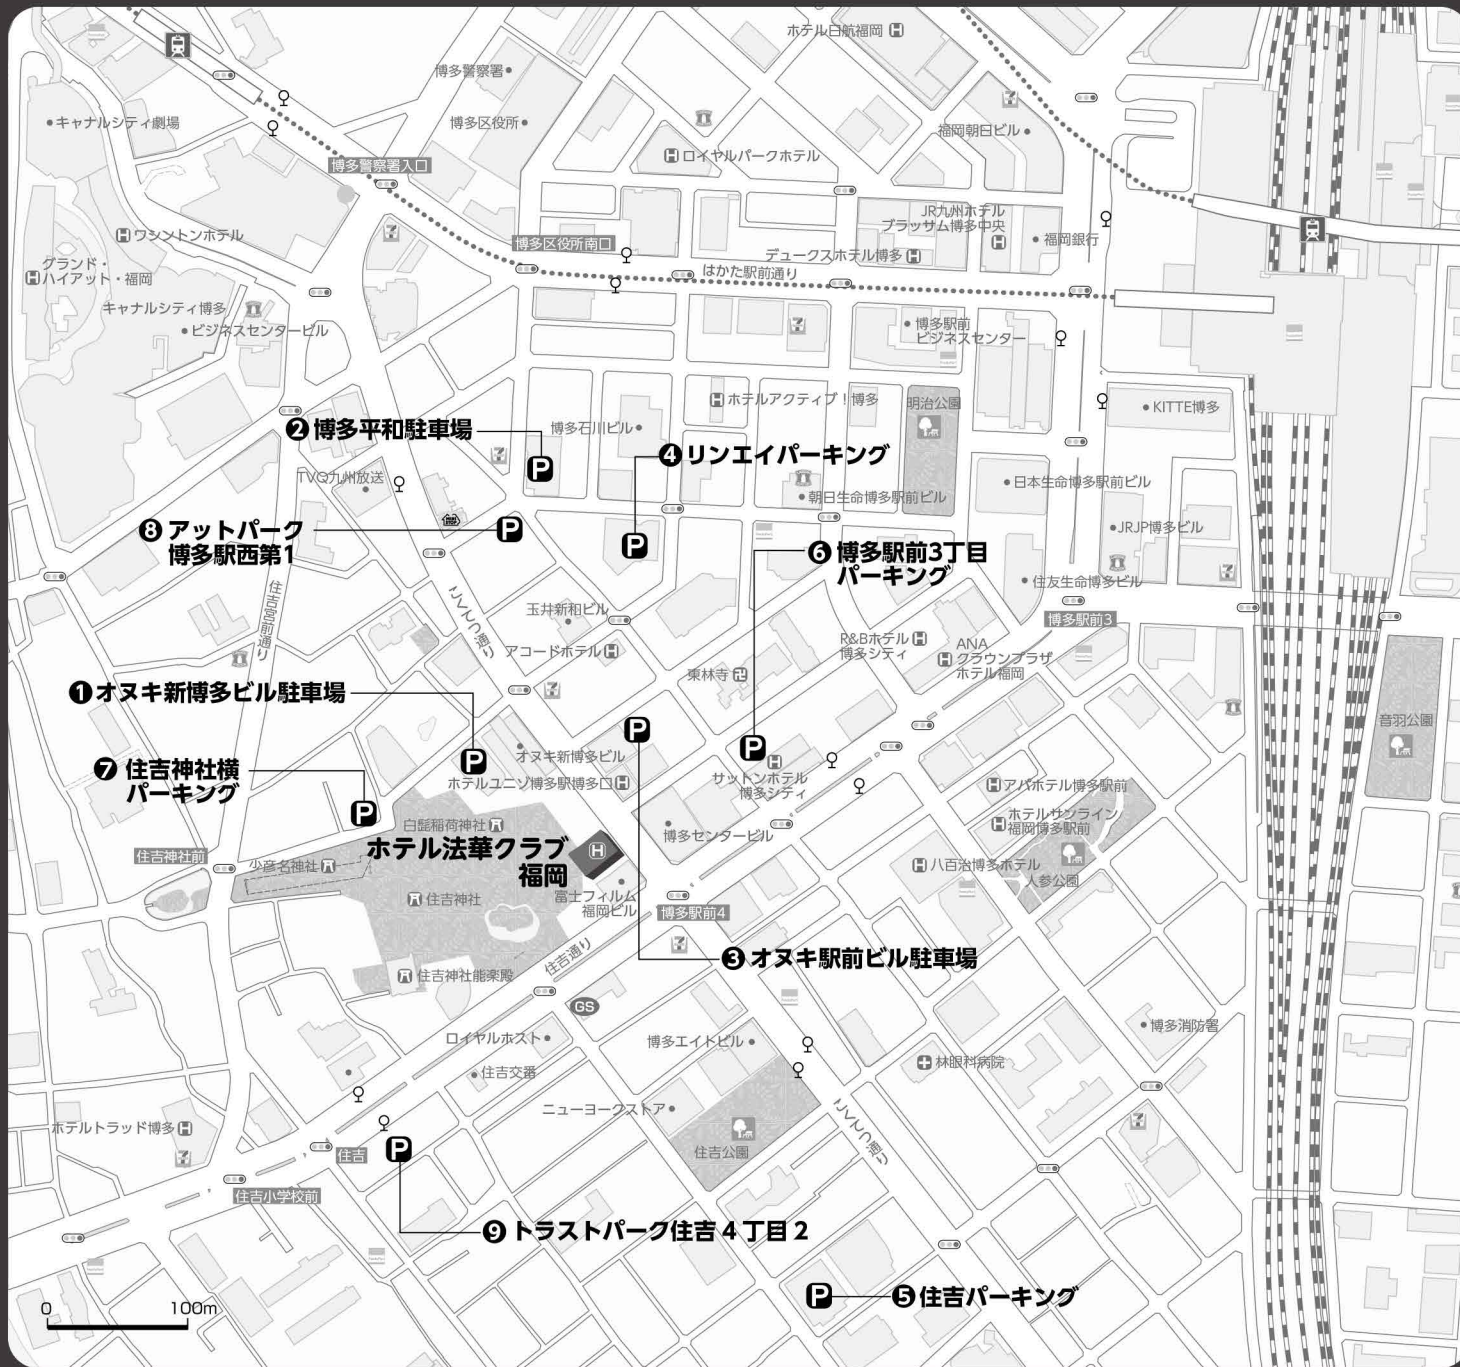 ホテル日航福岡 H
博多警察署
キャナルシティ劇場
博多区役所
福岡朝日ビル
H ロイヤルパークホテル
博多警察署入口
JR九州ホテル
ブラッサム博多中央
H
福岡銀行
H ワシントンホテル
博多区役所南口
デュークスホテル博多 H
はかた駅前通り
グランド・
H ハイアット・福岡
キャナルシティ博多
ビジネスセンタービル
博多駅前
ビジネスセンター
H ホテルアクティブ!博多
明治公園
KITTE博多
❷ 博多平和駐車場
P
博多石川ビル
❹ リンエイパーキング
P
TVQ九州放送
朝日生命博多駅前ビル
日本生命博多駅前ビル
❽ アットパーク
博多駅西第1
P
JRJP博多ビル
❻ 博多駅前3丁目
パーキング
P
住友生命博多ビル
住吉宮前通り
こくてつ通り
玉井新和ビル
博多駅前3
アコードホテル H
R&Bホテル H
博多シティ
ANA
H クラウンプラザ
ホテル福岡
東林寺 卍
❶ オヌキ新博多ビル駐車場
P
音羽公園
オヌキ新博多ビル
ホテルユニゾ博多駅博多口 H
❼ 住吉神社横
パーキング
P
H
サットンホテル
博多シティ
H アパホテル博多駅前
ホテルサンライン
H 福岡博多駅前
白髭稲荷神社
博多センタービル
ホテル法華クラブ
福岡
H
住吉神社前
少彦名神社
H 八百治博多ホテル
人参公園
住吉神社
富士フィルム
福岡ビル
博多駅前4
❸ オヌキ駅前ビル駐車場
P
住吉通り
住吉神社能楽殿
GS
ロイヤルホスト
博多エイトビル
博多消防署
林眼科病院
住吉交番
ニューヨークストア
こくてつ通り
ホテルトラッド博多 H
住吉公園
住吉
P
住吉小学校前
❾ トラストパーク住吉4丁目2
P
❺ 住吉パーキング
0 100m